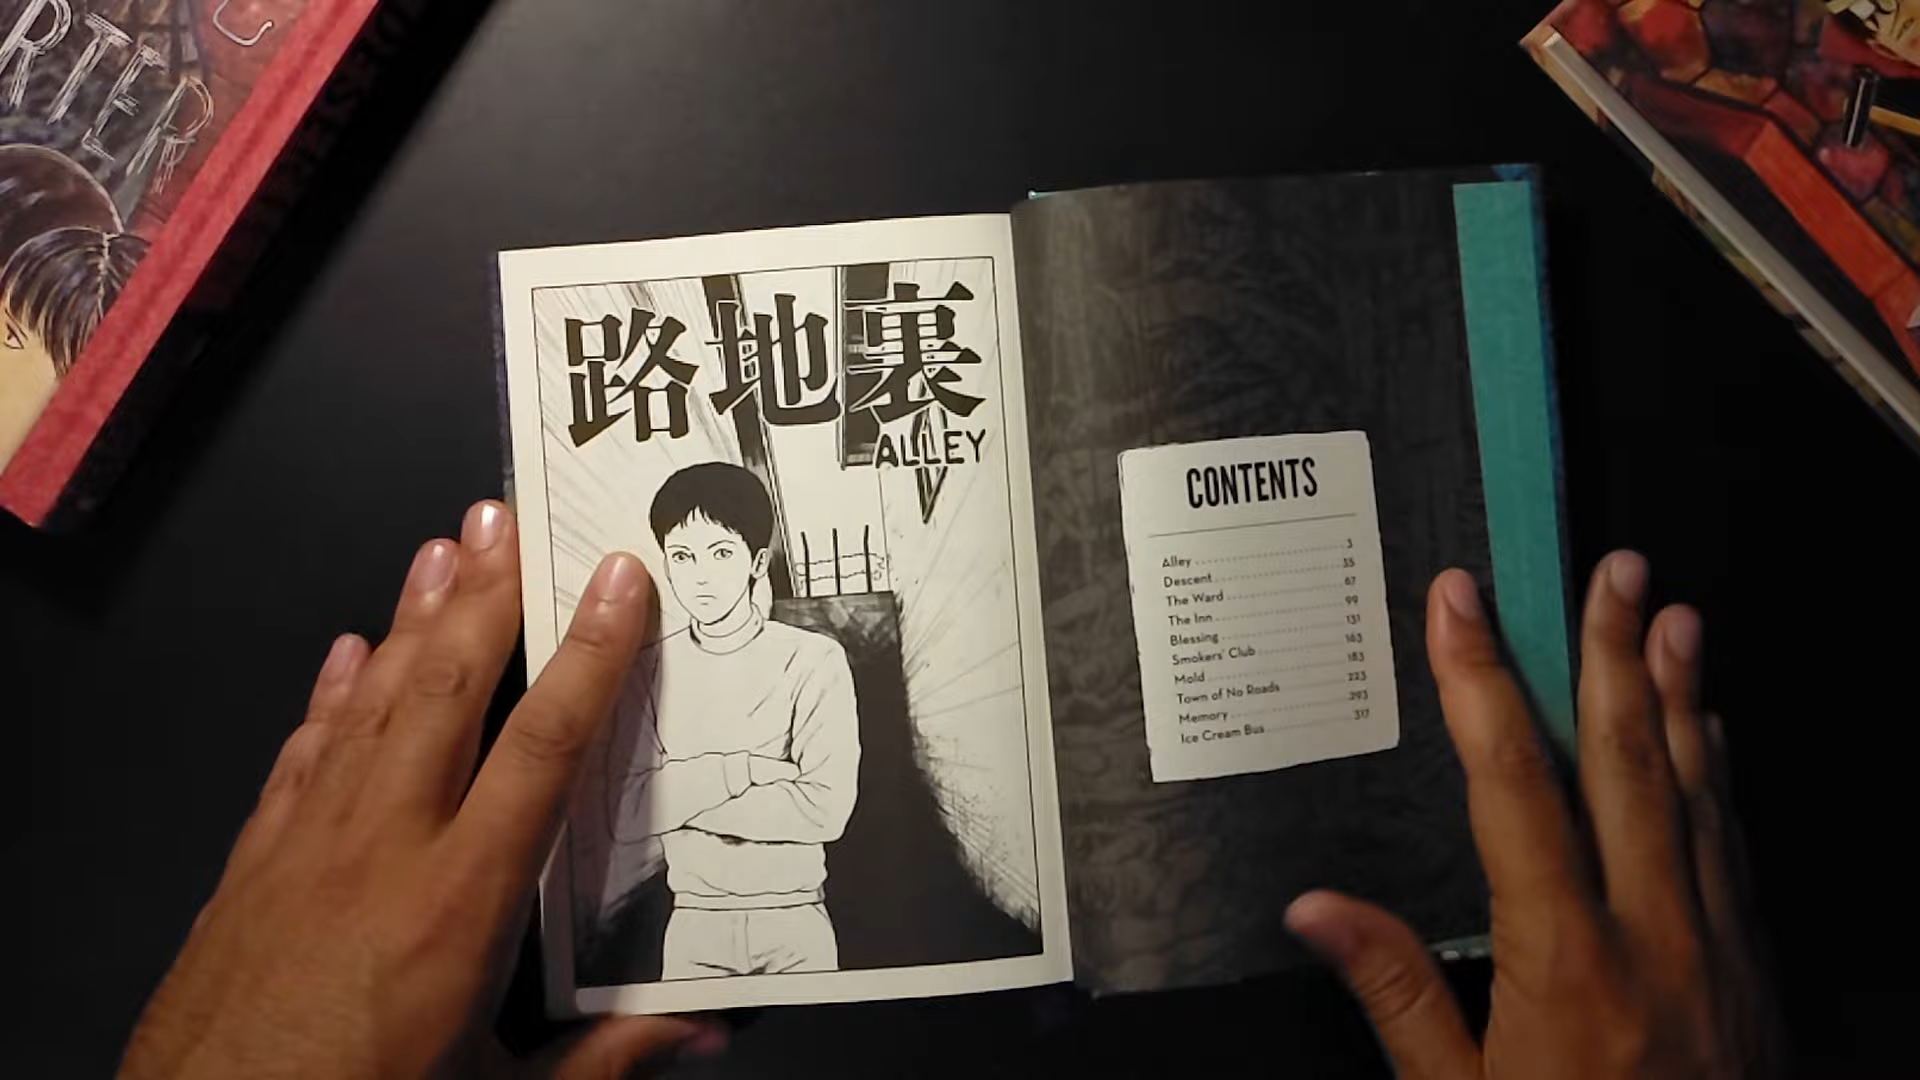 RTER
路地裏
ALLEY
CONTENTS
Alley 3
Descent 35
The Ward 67
The Inn 99
Blessing 131
Smokers' Club 163
Mold 183
Town of No Roads 223
Memory 293
Ice Cream Bus 317